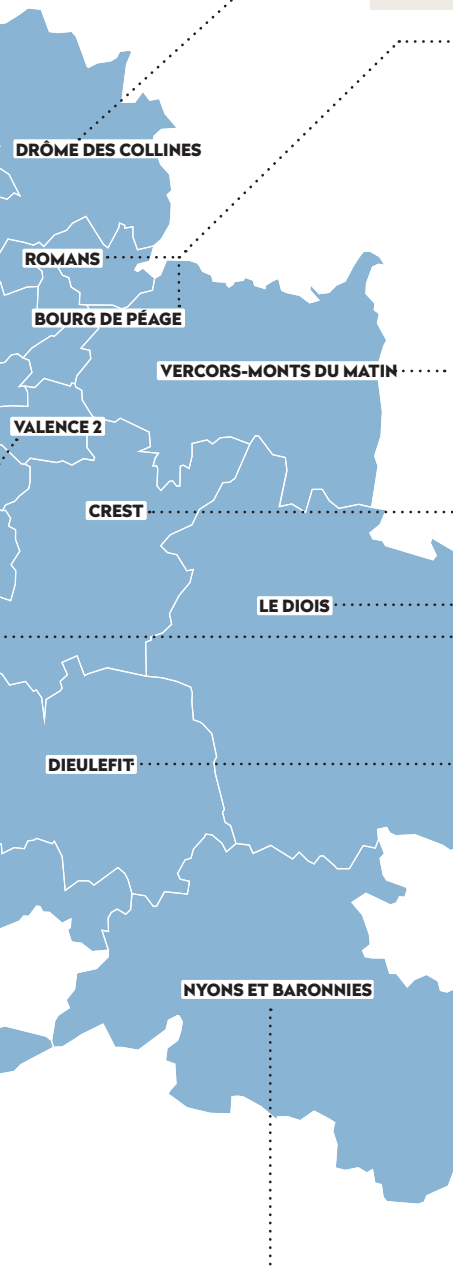 DRÔME DES COLLINES
ROMANS
BOURG DE PÉAGE
VERCORS-MONTS DU MATIN
VALENCE 2
CREST
LE DIOIS
DIEULEFIT
NYONS ET BARONNIES